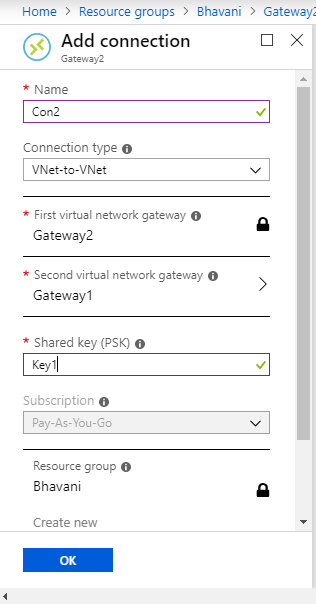 Home > Resource groups > Bhavani > Gateway2
Add connection
Gateway2
* Name
Con2
Connection type
VNet-to-VNet
* First virtual network gateway
Gateway2
* Second virtual network gateway
Gateway1
* Shared key (PSK)
Key1
Subscription
Pay-As-You-Go
Resource group
Bhavani
Create new
OK